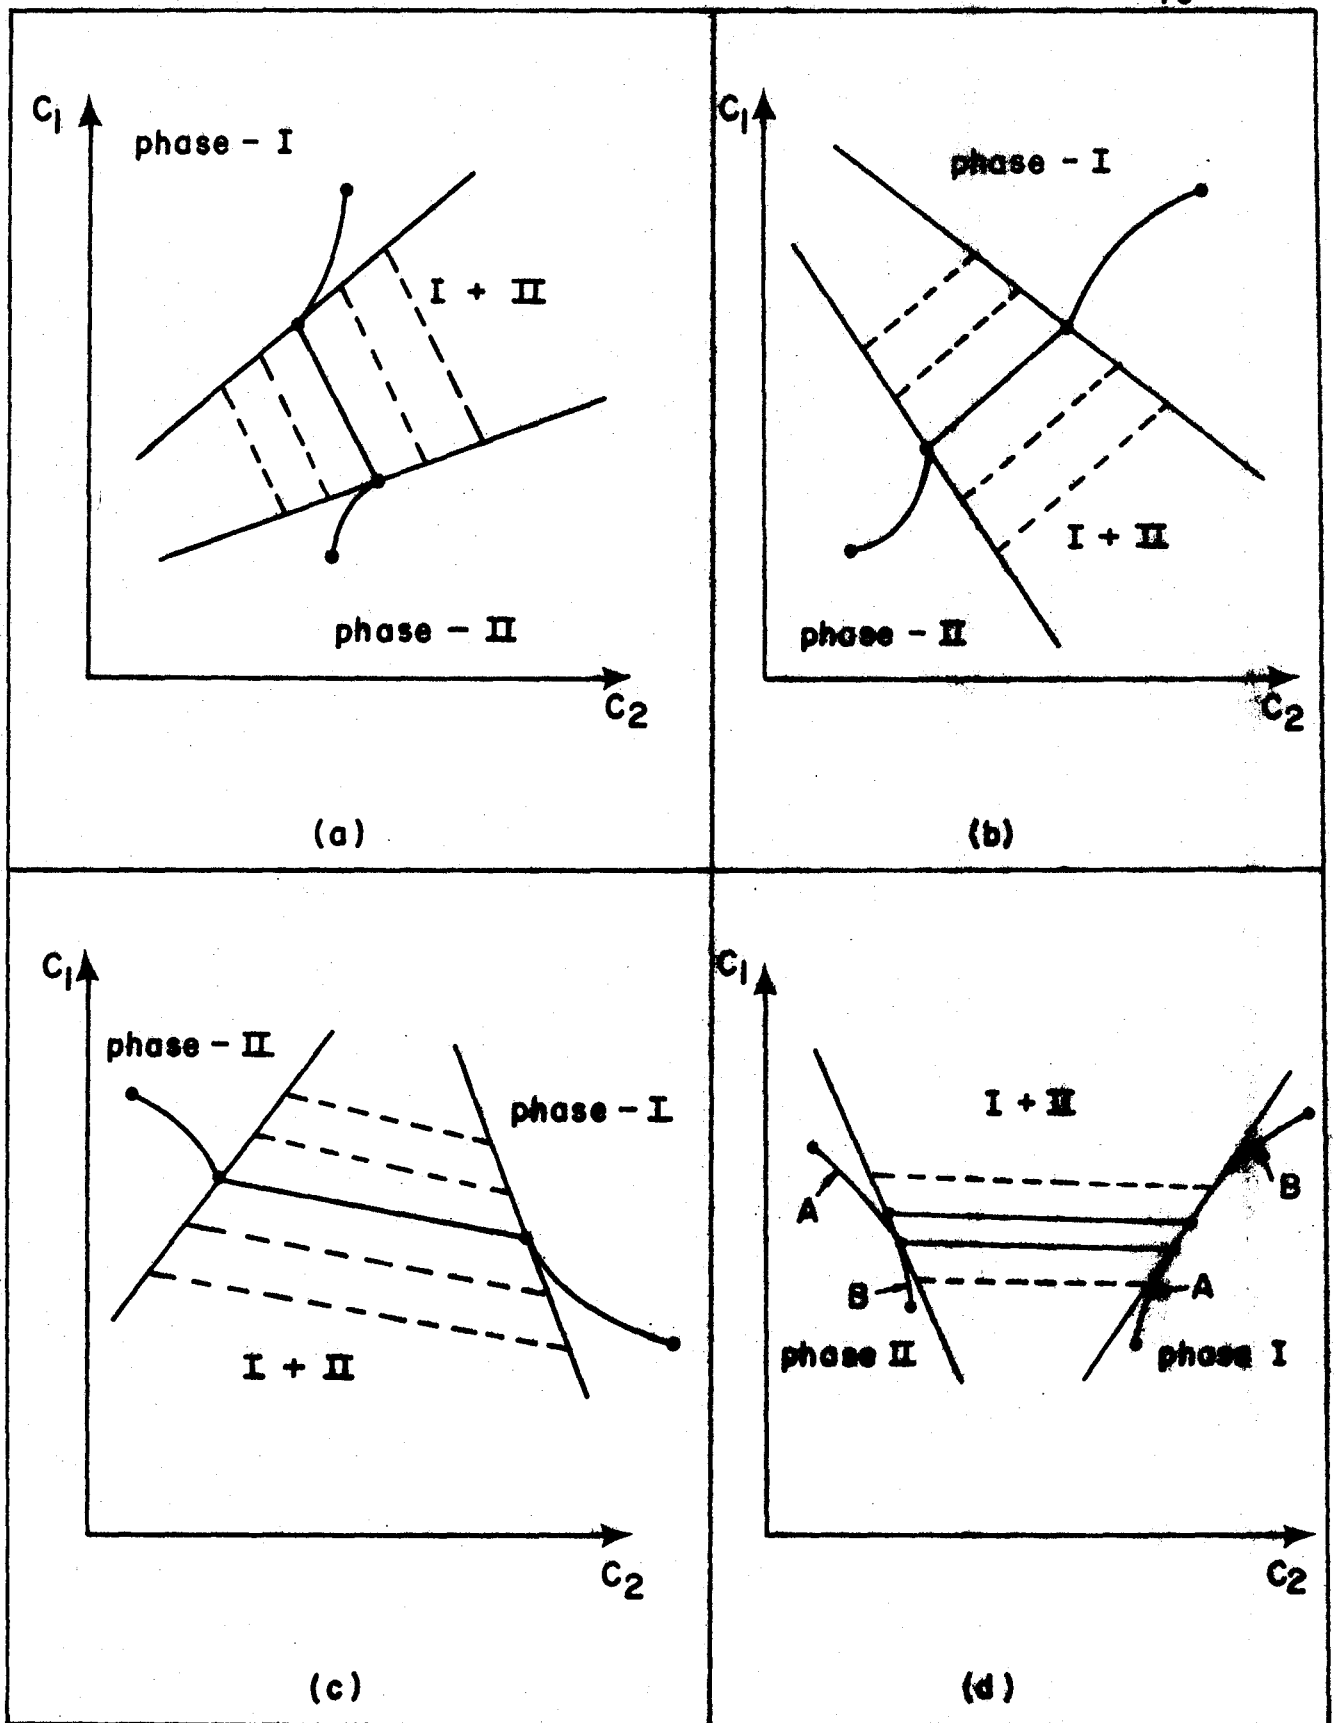 C1
phase - I
I + II
phase - II
C2
(a)
C1
phase - I
I + II
phase - II
C2
(b)
C1
phase - II
phase - I
I + II
C2
(c)
C1
I + II
A
B
B
A
phase II
phase I
C2
(d)